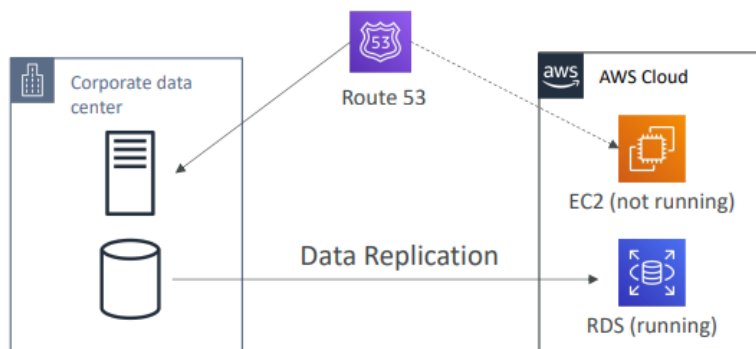 53
Route 53
Corporate data
center
aws
AWS Cloud
EC2 (not running)
Data Replication
RDS (running)